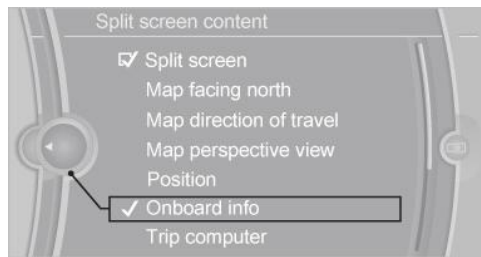 Split screen content
Split screen
Map facing north
Map direction of travel
Map perspective view
Position
Onboard info
Trip computer